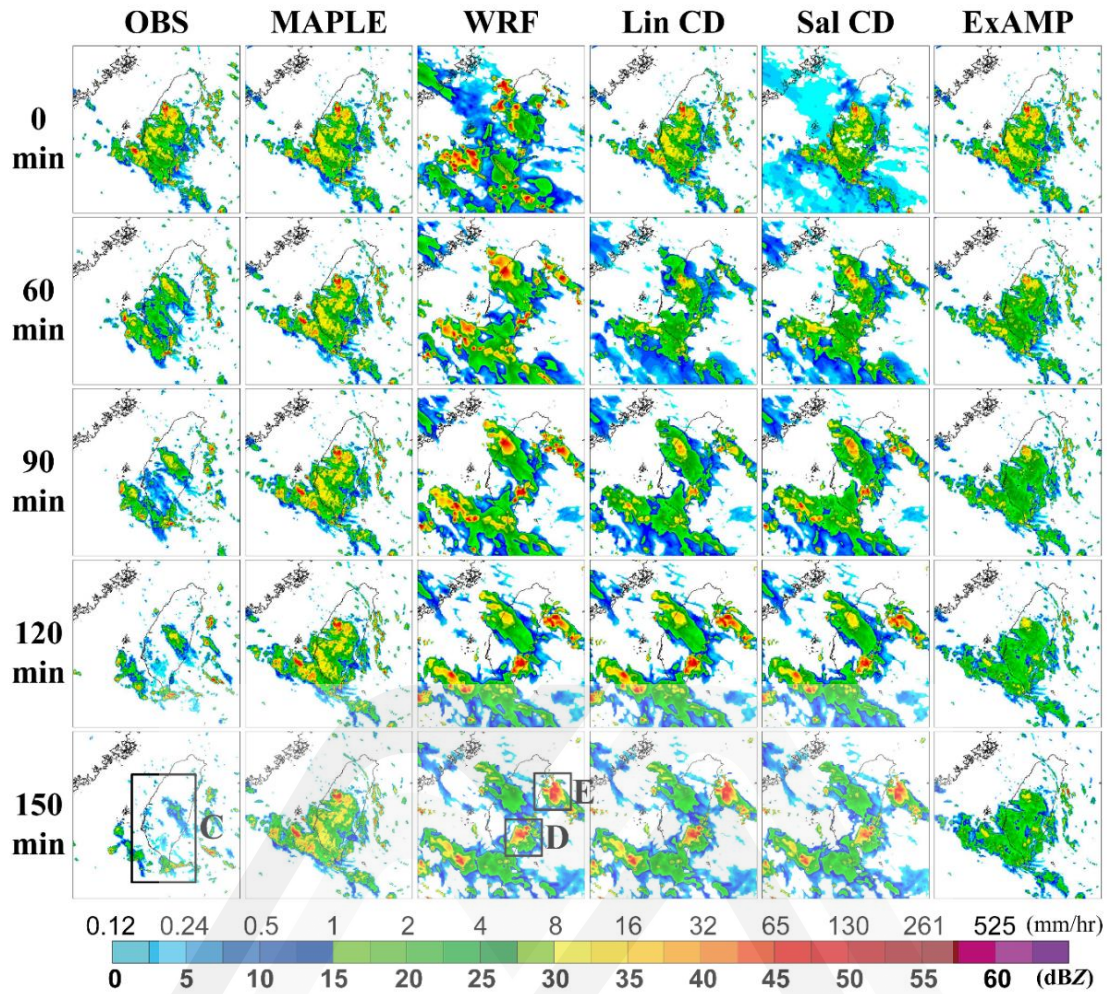 OBS MAPLE WRF Lin CD Sal CD ExAMP
0
min
60
min
90
min
120
min
150
min
C
E
D
0.12 0.24 0.5 1 2 4 8 16 32 65 130 261 525 (mm/hr)
0 5 10 15 20 25 30 35 40 45 50 55 60 (dBZ)